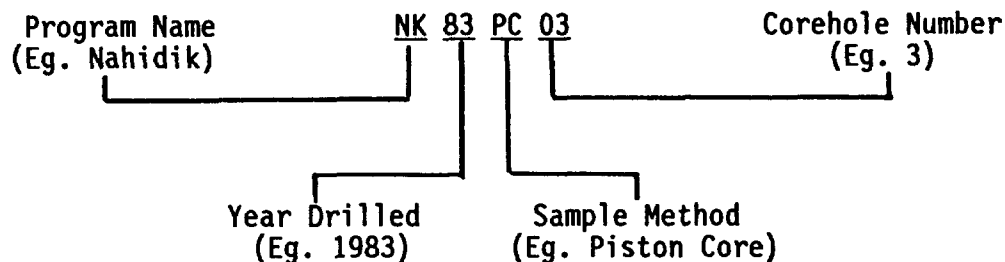 Program Name
(Eg. Nahidik)
NK 83 PC 03
Corehole Number
(Eg. 3)
Year Drilled
(Eg. 1983)
Sample Method
(Eg. Piston Core)